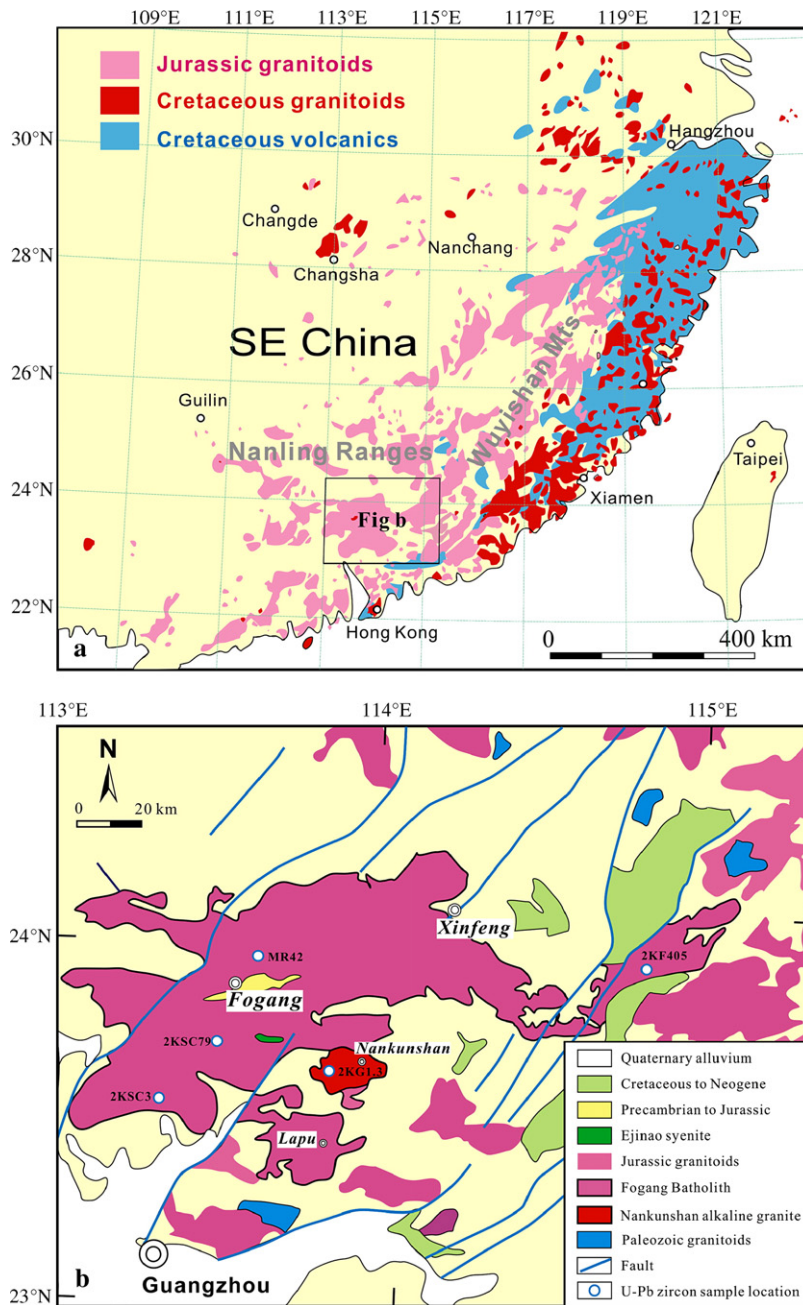 109°E 111°E 113°E 115°E 117°E 119°E 121°E
Jurassic granitoids
Cretaceous granitoids
Cretaceous volcanics
30°N
Hangzhou
Changde
Nanchang
28°N
Changsha
SE China
Wuyishan Mts
26°N
Guilin
Nanling Ranges
Taipei
24°N
Xiamen
Fig b
22°N
Hong Kong
0 400 km
a
113°E 114°E 115°E
N
0 20 km
Xinfeng
24°N
MR42
2KF405
Fogang
2KSC79
Nankunshan
2KG1,3
2KSC3
Lapu
Quaternary alluvium
Cretaceous to Neogene
Precambrian to Jurassic
Ejinao syenite
Jurassic granitoids
Fogang Batholith
Nankunshan alkaline granite
Paleozoic granitoids
Fault
U-Pb zircon sample location
Guangzhou
b
23°N